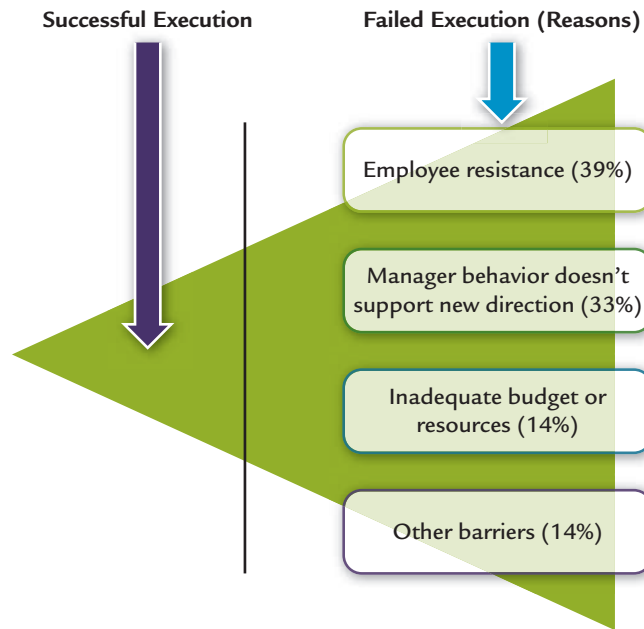 Successful Execution
Failed Execution (Reasons)
Employee resistance (39%)
Manager behavior doesn’t
support new direction (33%)
Inadequate budget or
resources (14%)
Other barriers (14%)